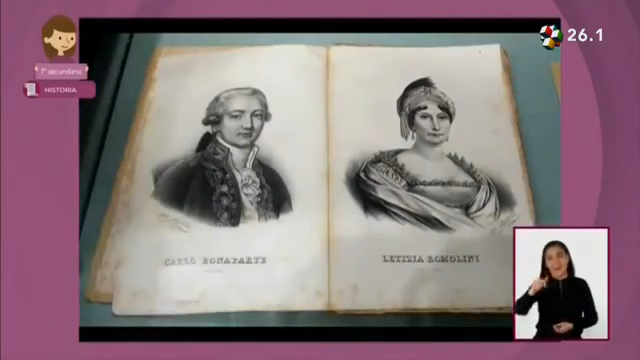 26.1
1° secundaria
HISTORIA
CARLO BONAPARTE
LETIZIA ROMOLINI